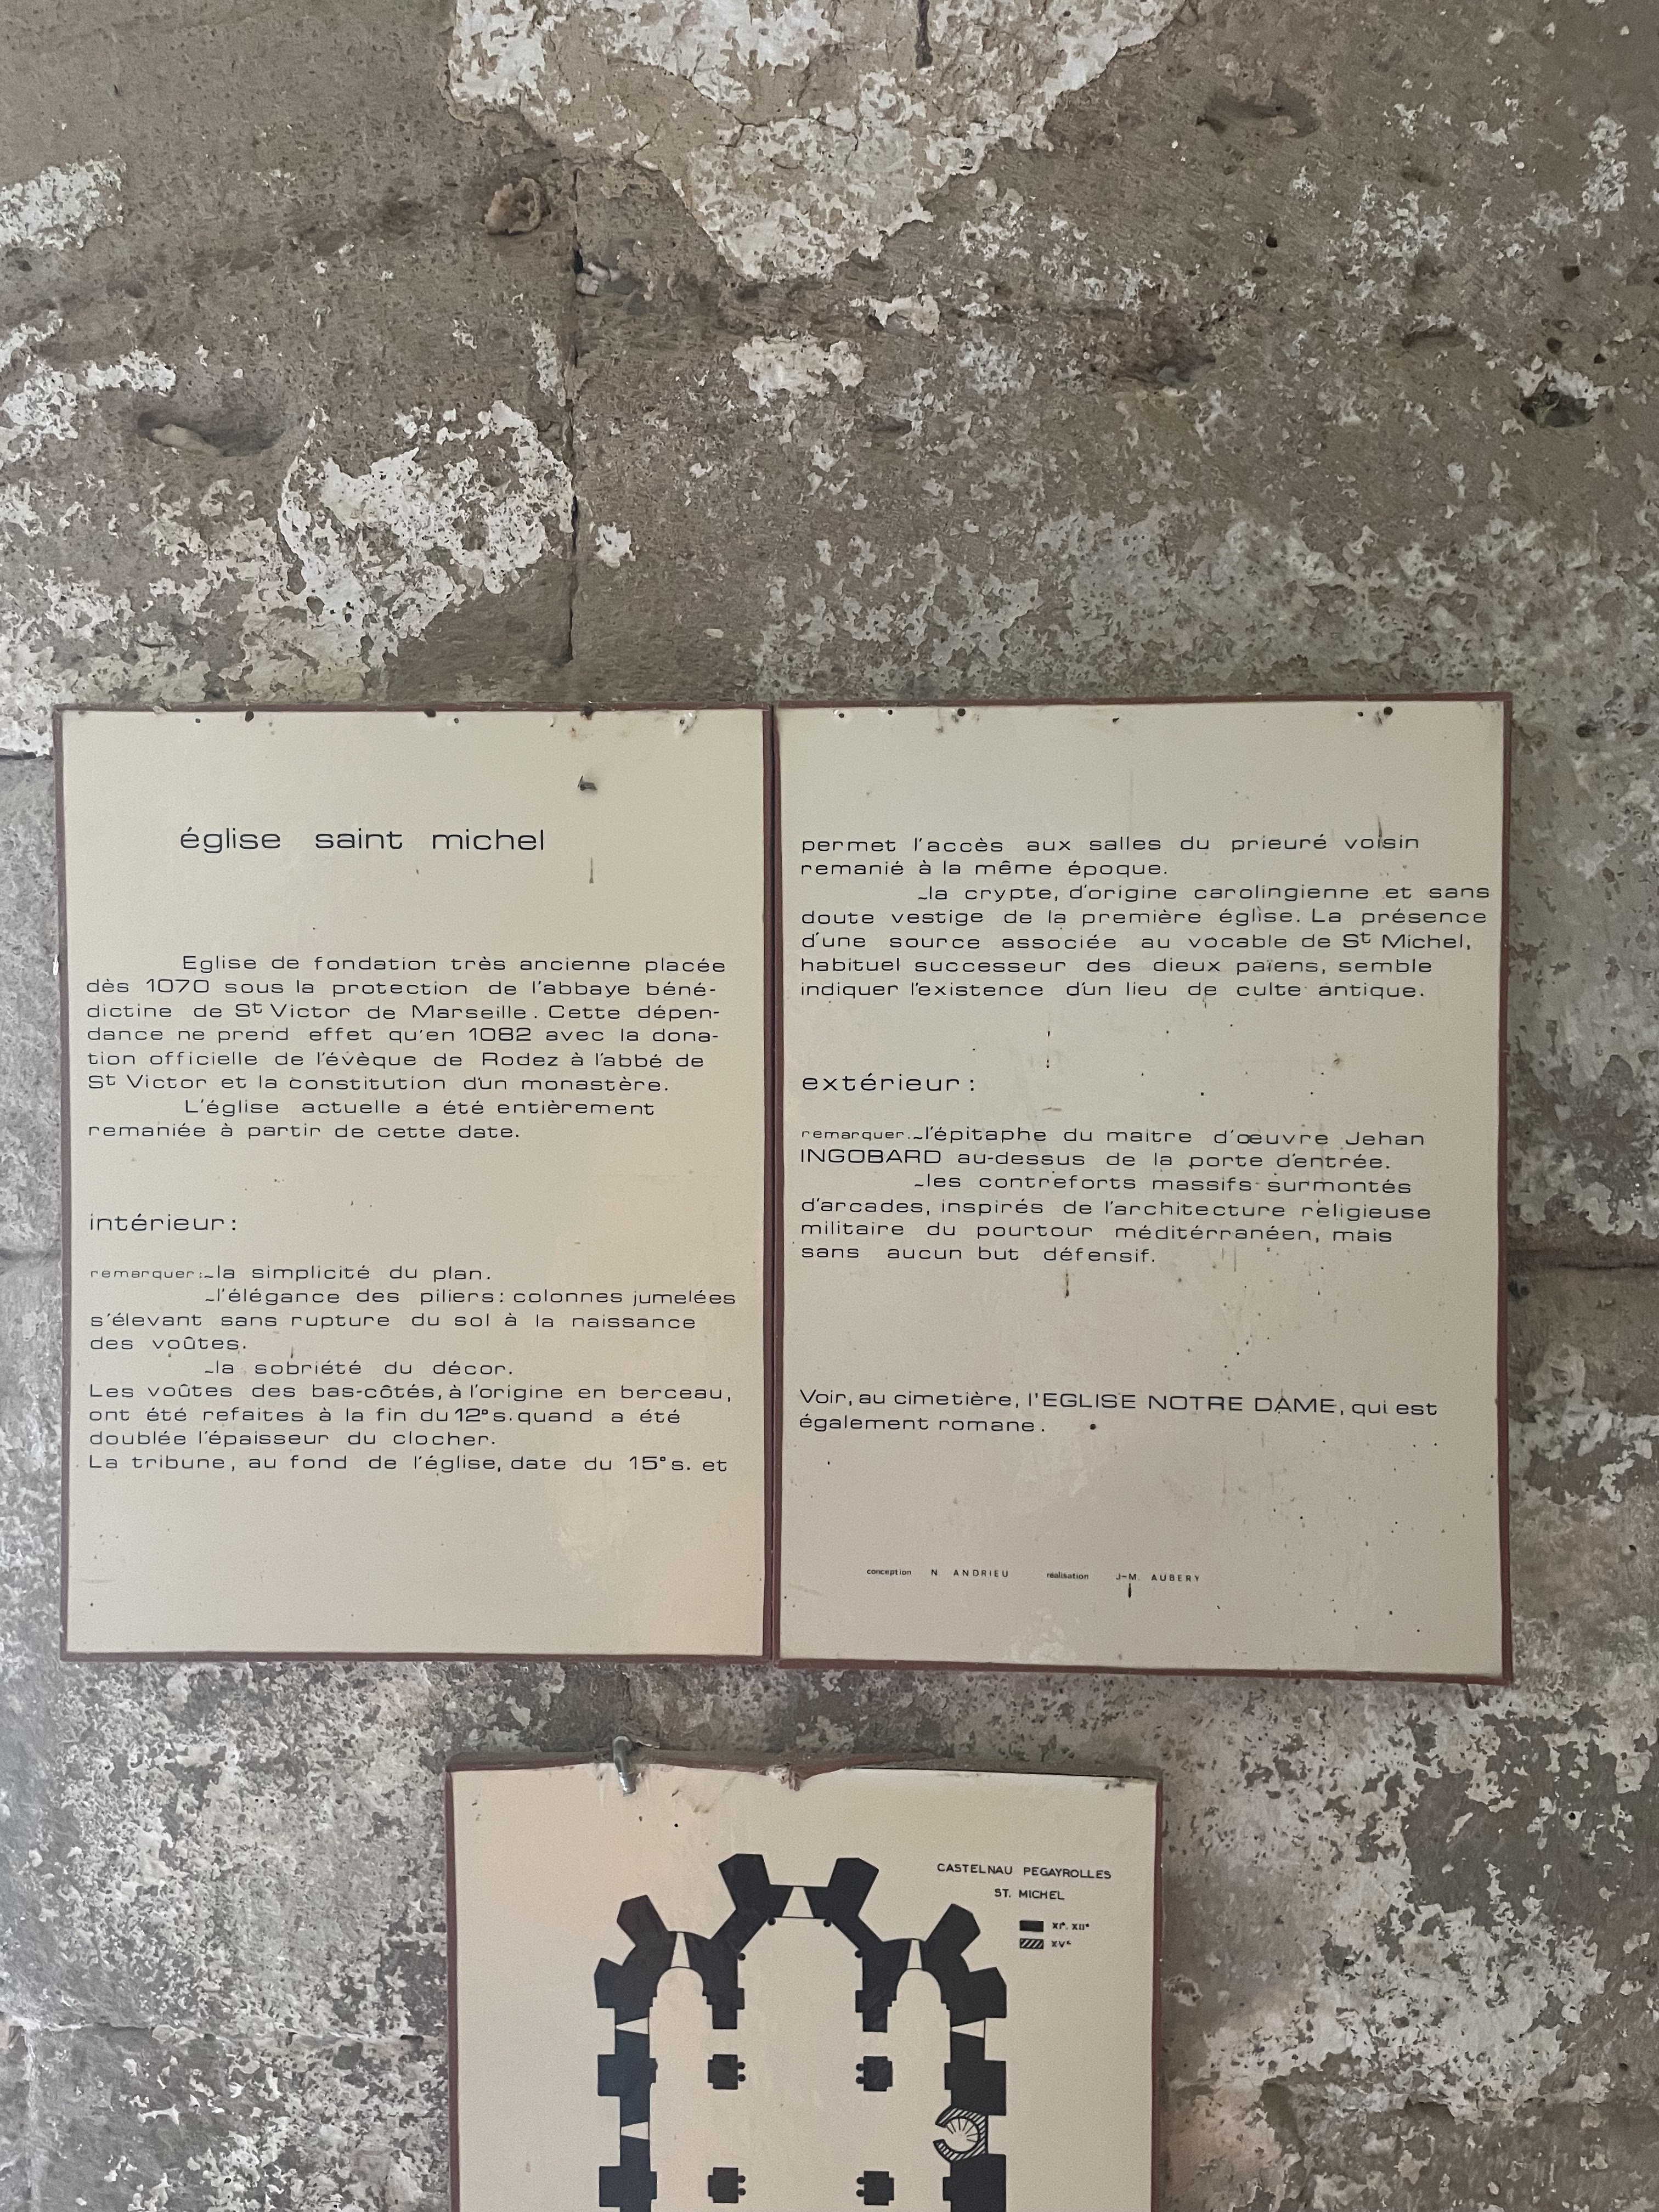 église saint michel
Eglise de fondation très ancienne placée
dès 1070 sous la protection de l'abbaye béné-
dictine de St Victor de Marseille. Cette dépen-
dance ne prend effet qu'en 1082 avec la dona-
tion officielle de l'évèque de Rodez à l'abbé de
St Victor et la constitution d'un monastère.
L'église actuelle a été entièrement
remaniée à partir de cette date.
intérieur:
remarquer:-la simplicité du plan.
-l'élégance des piliers: colonnes jumelées
s'élevant sans rupture du sol à la naissance
des voûtes.
-la sobriété du décor.
Les voûtes des bas-côtés, à l'origine en berceau,
ont été refaites à la fin du 12° s. quand a été
doublée l'épaisseur du clocher.
La tribune, au fond de l'église, date du 15° s. et
permet l'accès aux salles du prieuré voisin
remanié à la même époque.
-la crypte, d'origine carolingienne et sans
doute vestige de la première église. La présence
d'une source associée au vocable de St Michel,
habituel successeur des dieux païens, semble
indiquer l'existence d'un lieu de culte antique.
extérieur:
remarquer:-l'épitaphe du maitre d'œuvre Jehan
INGOBARD au-dessus de la porte d'entrée.
-les contreforts massifs surmontés
d'arcades, inspirés de l'architecture religieuse
militaire du pourtour méditérranéen, mais
sans aucun but défensif.
Voir, au cimetière, l'EGLISE NOTRE DAME, qui est
également romane.
conception N ANDRIEU réalisation J-M. AUBERY
CASTELNAU PEGAYROLLES
ST. MICHEL
XIe. XIIe
XVe